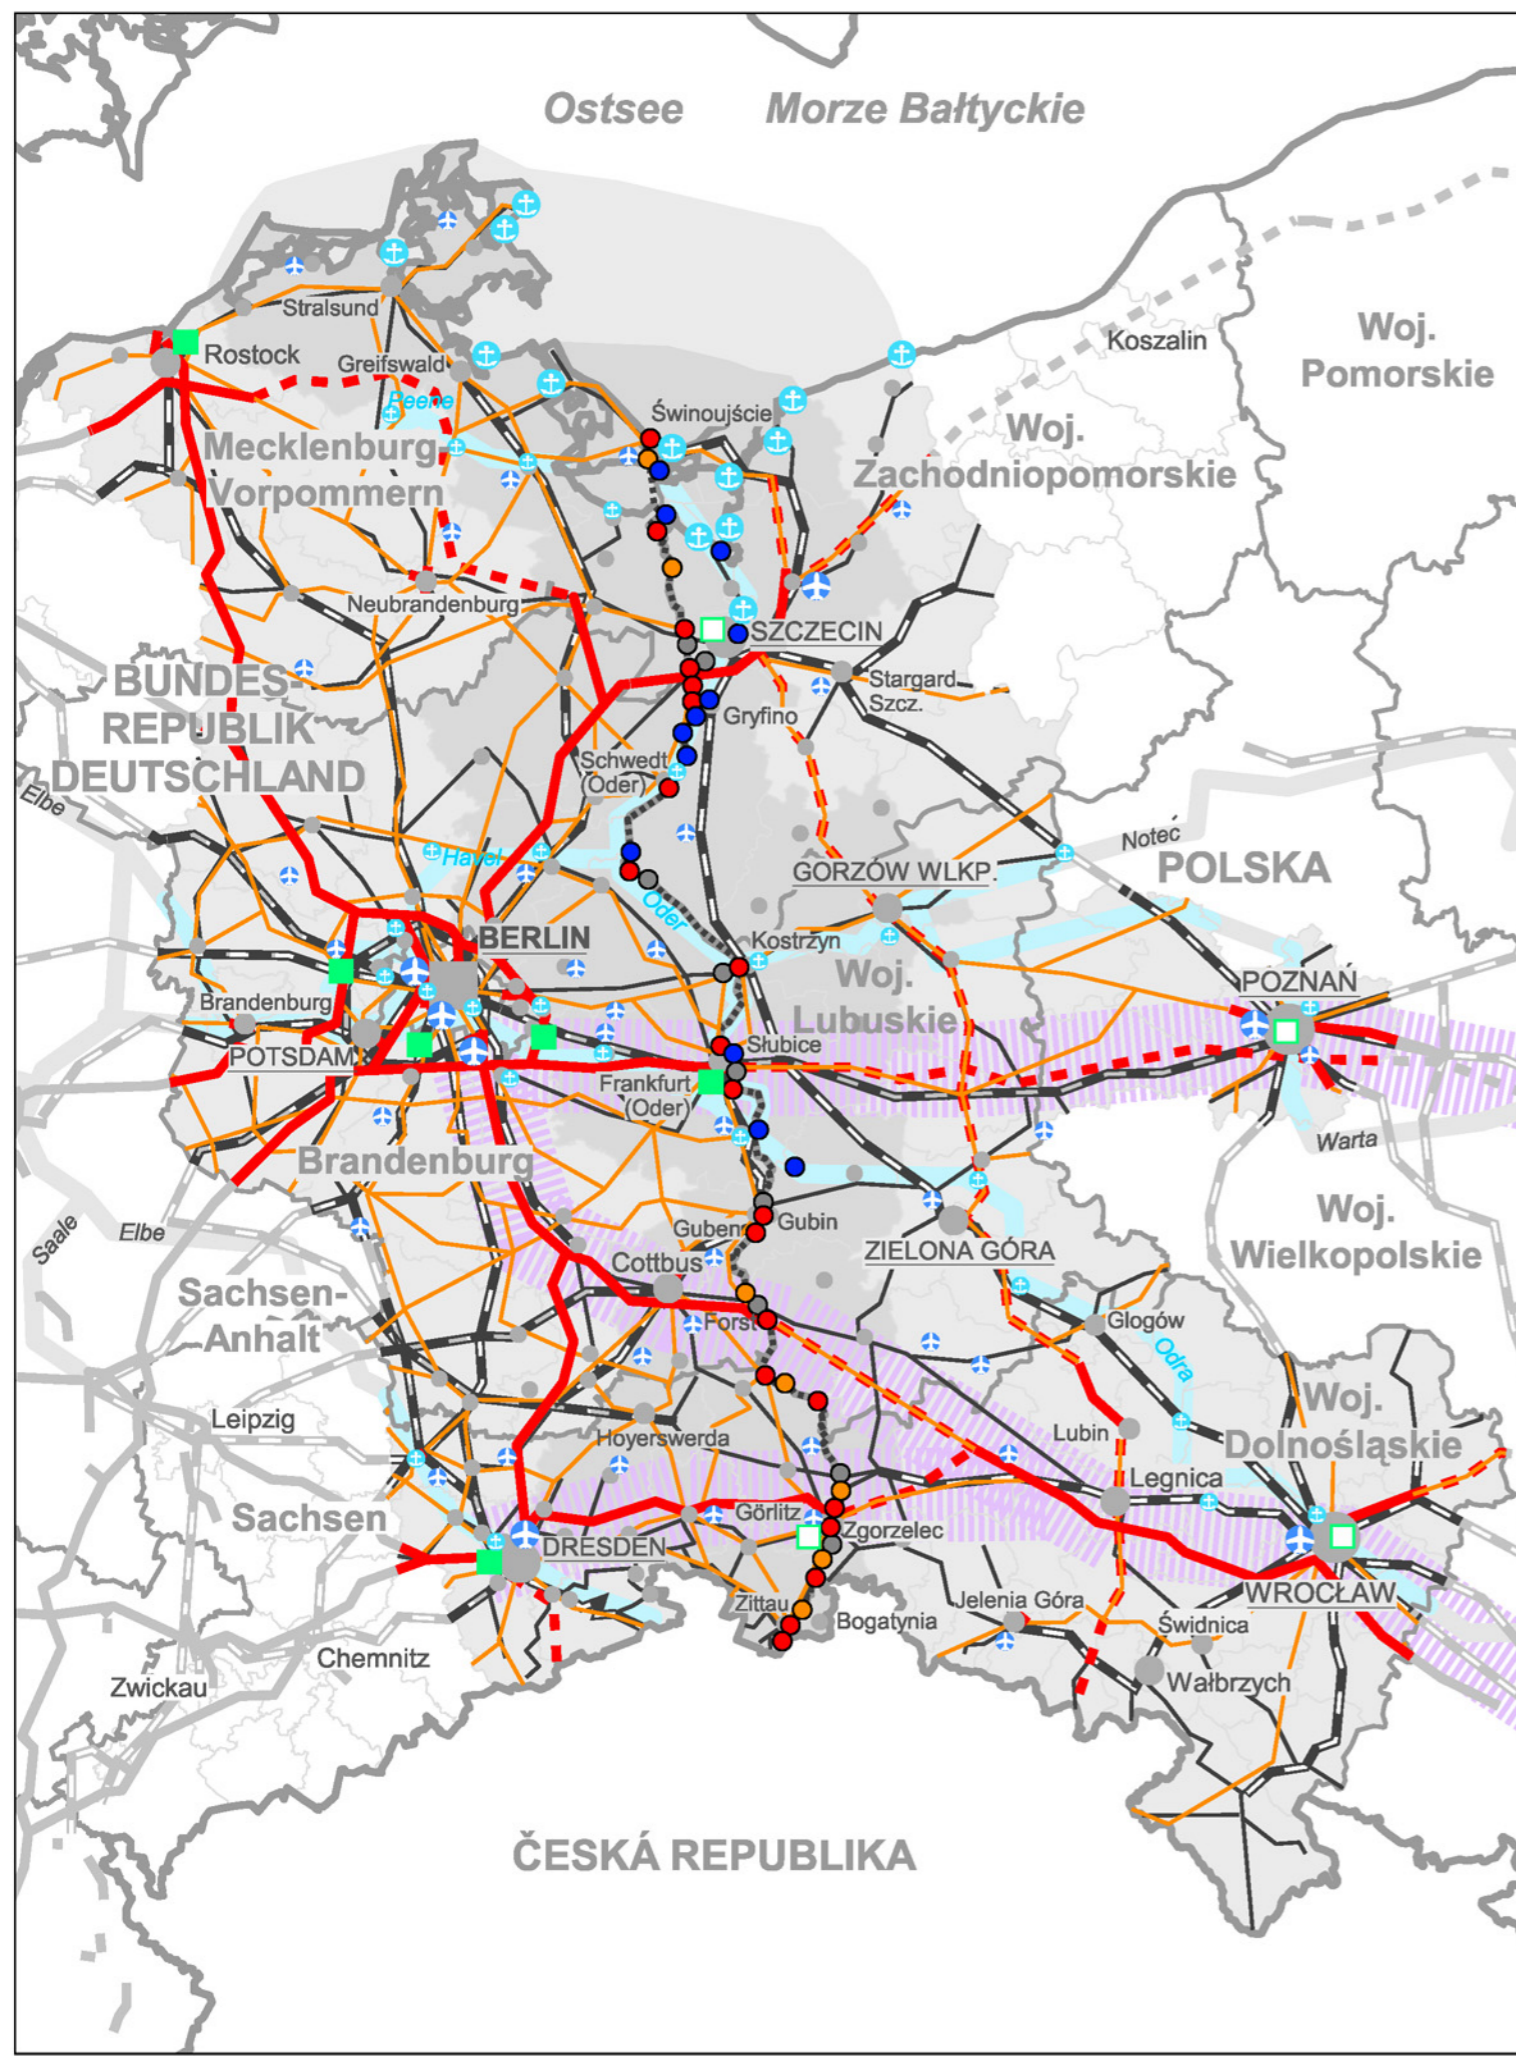 Ostsee Morze Bałtyckie
Koszalin
Woj.
Pomorskie
Stralsund
Rostock
Greifswald
Peene
Świnoujście
Woj.
Zachodniopomorskie
Mecklenburg-
Vorpommern
Neubrandenburg
SZCZECIN
BUNDES-
REPUBLIK
DEUTSCHLAND
Stargard
Szcz.
Gryfino
Schwedt
(Oder)
Elbe
Havel
Noteć
POLSKA
GORZÓW WLKP.
Oder
BERLIN
Kostrzyn
Woj.
Lubuskie
POZNAŃ
Brandenburg
POTSDAM
Słubice
Frankfurt
(Oder)
Warta
Brandenburg
Saale
Elbe
Guben
Gubin
Woj.
Wielkopolskie
ZIELONA GÓRA
Cottbus
Sachsen-
Anhalt
Forst
Glogów
Odra
Leipzig
Hoyerswerda
Lubin
Woj.
Dolnośląskie
Legnica
Sachsen
Görlitz
Zgorzelec
DRESDEN
WROCŁAW
Zittau
Bogatynia
Jelenia Góra
Świdnica
Chemnitz
Zwickau
Wałbrzych
ČESKÁ REPUBLIKA